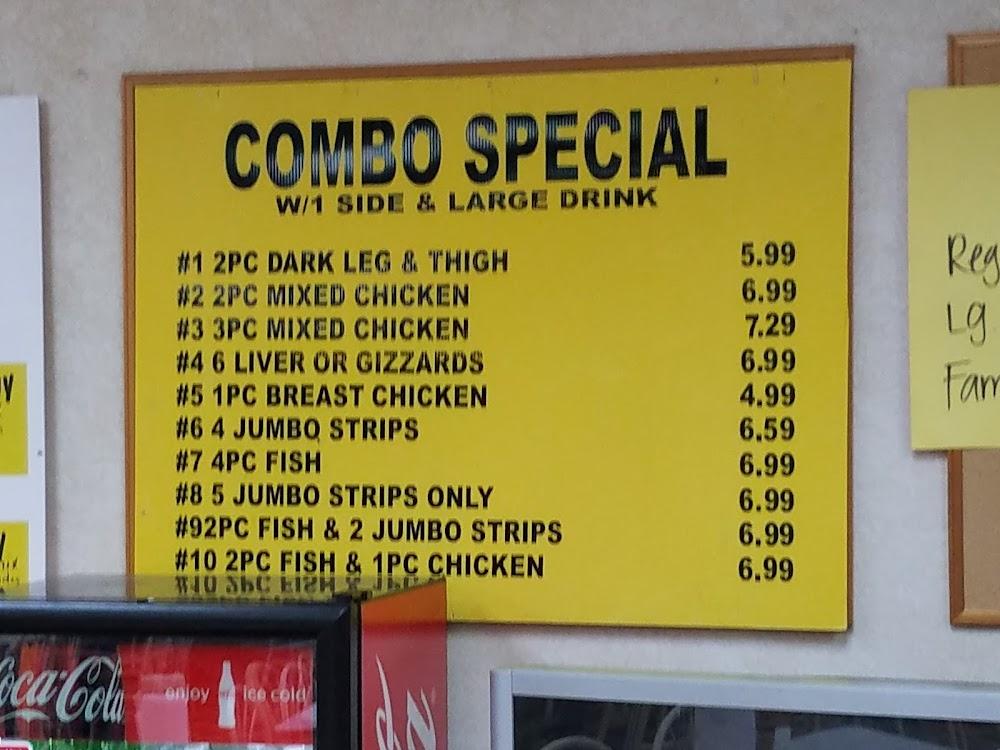 COMBO SPECIAL
W/1 SIDE & LARGE DRINK
#1 2PC DARK LEG & THIGH 5.99
#2 2PC MIXED CHICKEN 6.99
#3 3PC MIXED CHICKEN 7.29
#4 6 LIVER OR GIZZARDS 6.99
#5 1PC BREAST CHICKEN 4.99
#6 4 JUMBO STRIPS 6.59
#7 4PC FISH 6.99
#8 5 JUMBO STRIPS ONLY 6.99
#92PC FISH & 2 JUMBO STRIPS 6.99
#10 2PC FISH & 1PC CHICKEN 6.99
Reg
Lg
Fam
Coca-Cola
enjoy ice cold